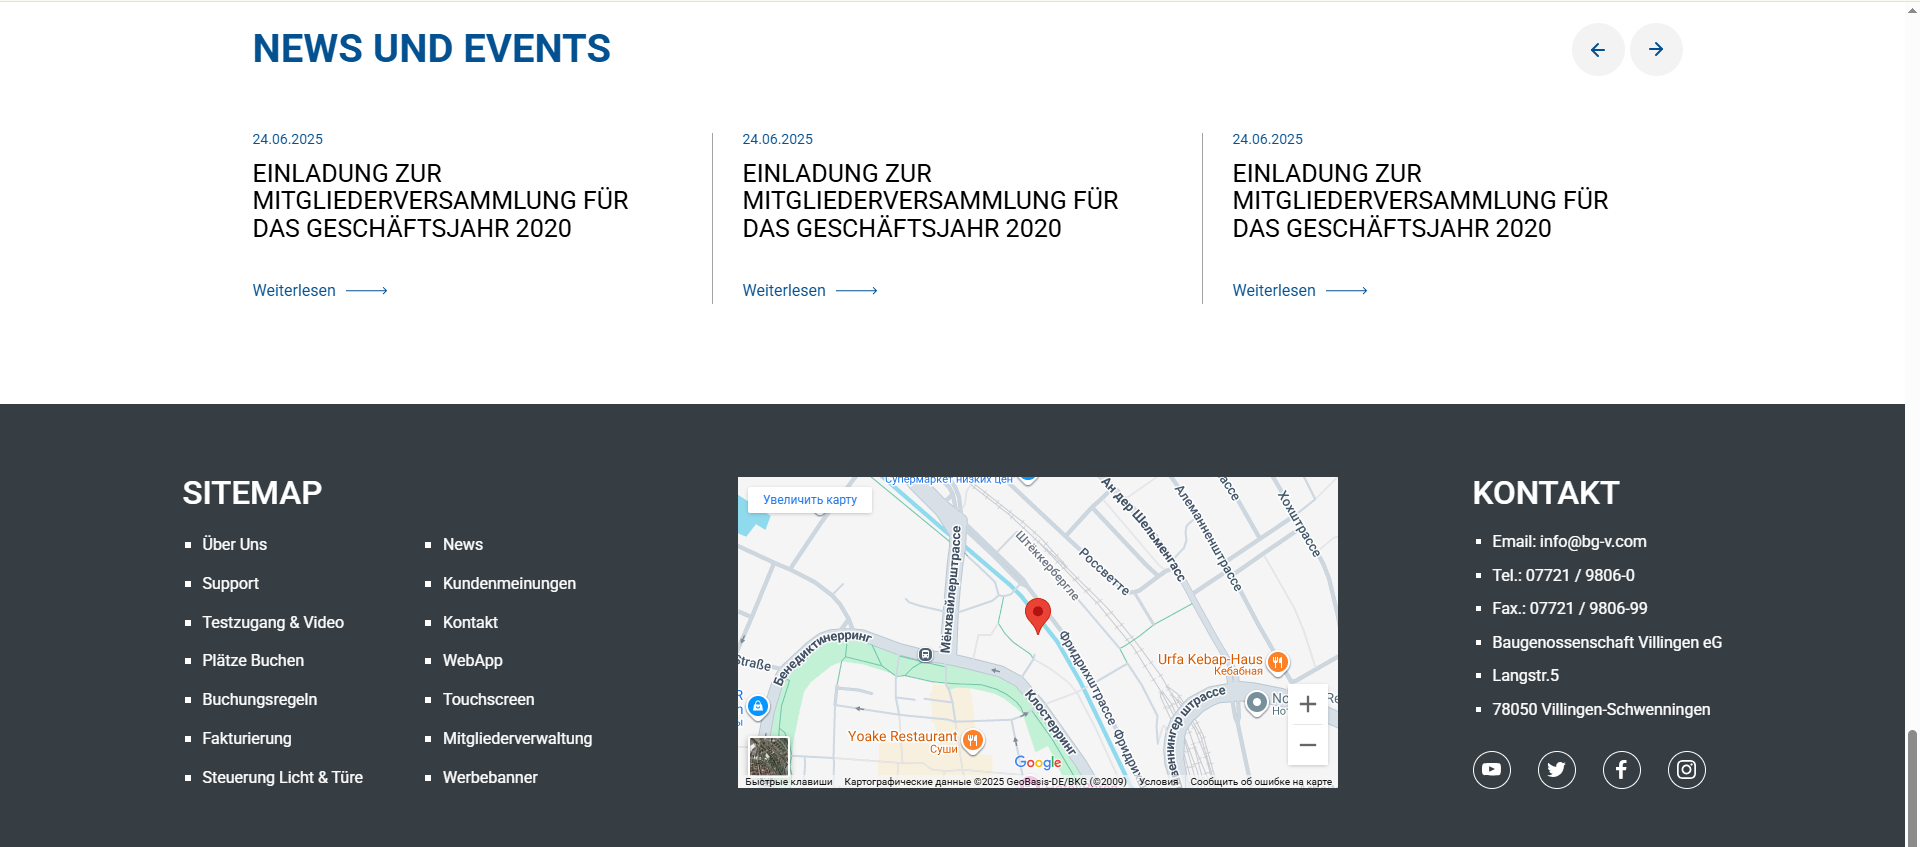 NEWS UND EVENTS
24.06.2025
EINLADUNG ZUR
MITGLIEDERVERSAMMLUNG FÜR
DAS GESCHÄFTSJAHR 2020
Weiterlesen
24.06.2025
EINLADUNG ZUR
MITGLIEDERVERSAMMLUNG FÜR
DAS GESCHÄFTSJAHR 2020
Weiterlesen
24.06.2025
EINLADUNG ZUR
MITGLIEDERVERSAMMLUNG FÜR
DAS GESCHÄFTSJAHR 2020
Weiterlesen
SITEMAP
Über Uns
Support
Testzugang & Video
Plätze Buchen
Buchungsregeln
Fakturierung
Steuerung Licht & Türe
News
Kundenmeinungen
Kontakt
WebApp
Touchscreen
Mitgliederverwaltung
Werbebanner
Супермаркет низких цен
Увеличить карту
Ан дер Шельменгасс
Алеманненштрассе
Хохштрассе
Штёккербергле
Россветте
Мёнхвайлерштрассе
Бенедиктинерринг
Straße
Фридрихштрассе
Фридрих
Urfa Kebap-Haus
Кебабная
Клостерринг
Yoake Restaurant
Суши
Google
Быстрые клавиши
Картографические данные ©2025 GeoBasis-DE/BKG (©2009)
Условия
Сообщить об ошибке на карте
KONTAKT
Email: info@bg-v.com
Tel.: 07721 / 9806-0
Fax.: 07721 / 9806-99
Baugenossenschaft Villingen eG
Langstr.5
78050 Villingen-Schwenningen